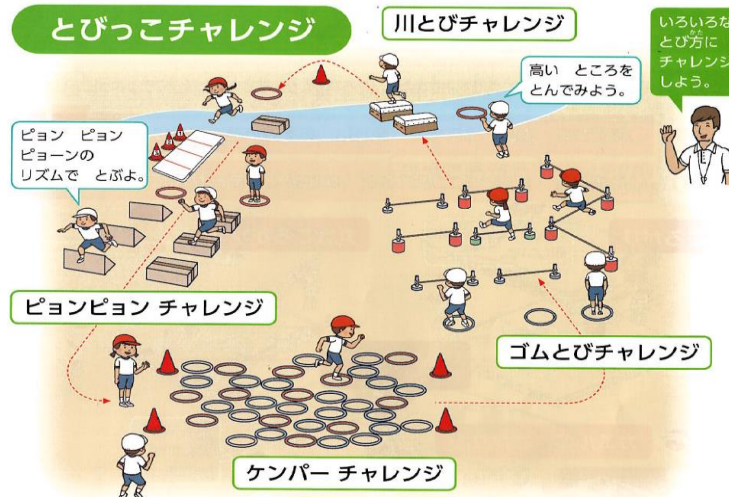 とびっこチャレンジ
川とびチャレンジ
いろいろな
とび方に
かた
チャレンジ
しよう。
高い ところを
とんでみよう。
ピョン ピョン
ピョーンの
リズムで とぶよ。
ピョンピョン チャレンジ
ゴムとびチャレンジ
ケンパー チャレンジ